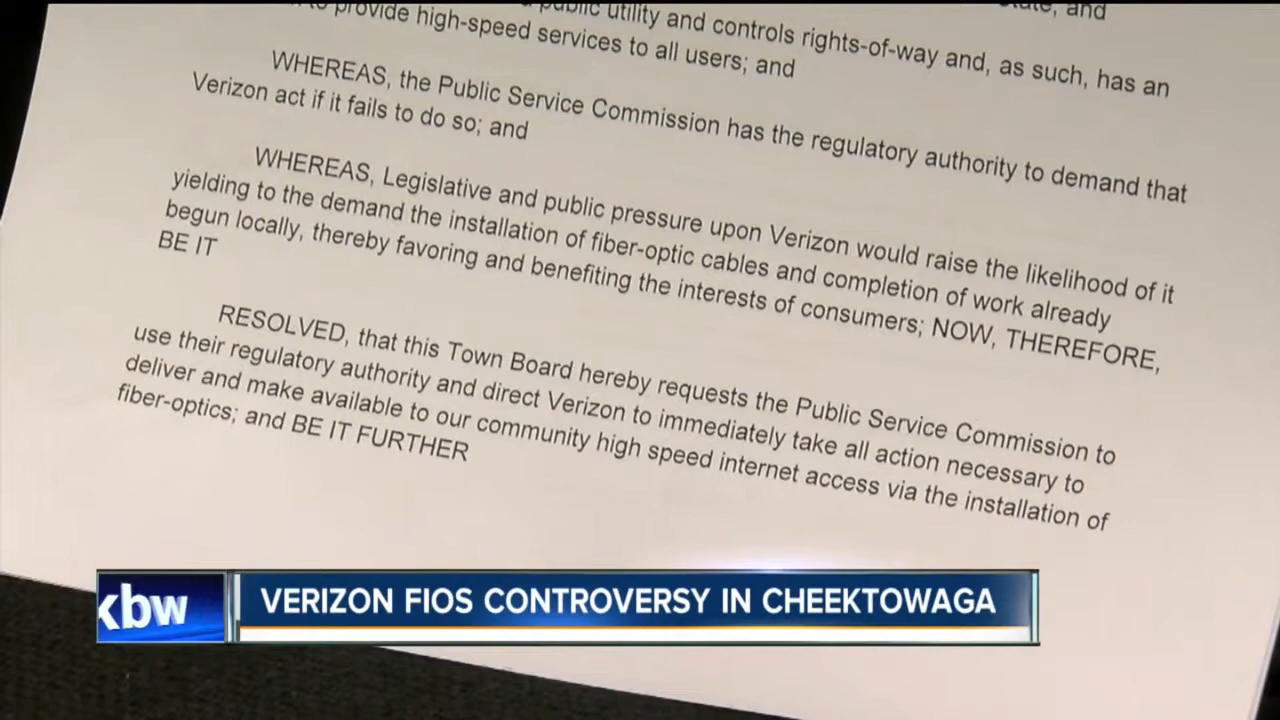 public utility and controls rights-of-way and, as such, has an
provide high-speed services to all users; and
WHEREAS, the Public Service Commission has the regulatory authority to demand that
Verizon act if it fails to do so; and
WHEREAS, Legislative and public pressure upon Verizon would raise the likelihood of it
yielding to the demand the installation of fiber-optic cables and completion of work already
begun locally, thereby favoring and benefiting the interests of consumers; NOW, THEREFORE,
BE IT
RESOLVED, that this Town Board hereby requests the Public Service Commission to
use their regulatory authority and direct Verizon to immediately take all action necessary to
deliver and make available to our community high speed internet access via the installation of
fiber-optics; and BE IT FURTHER
kbw
VERIZON FIOS CONTROVERSY IN CHEEKTOWAGA